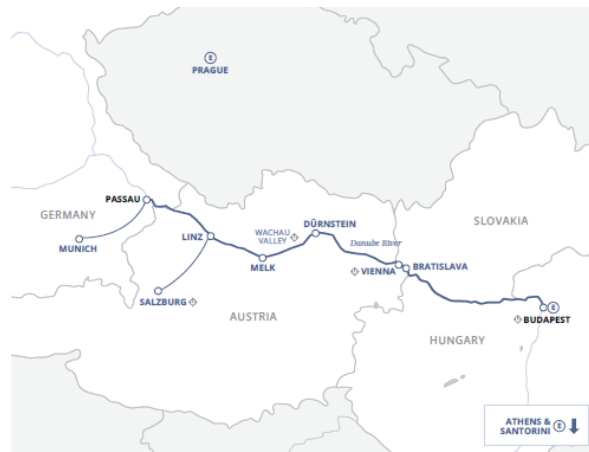 E
PRAGUE
PASSAU
GERMANY
MUNICH
LINZ
WACHAU
VALLEY
DÜRNSTEIN
MELK
Danube River
SLOVAKIA
VIENNA
BRATISLAVA
SALZBURG
AUSTRIA
E
BUDAPEST
HUNGARY
ATHENS &
SANTORINI E